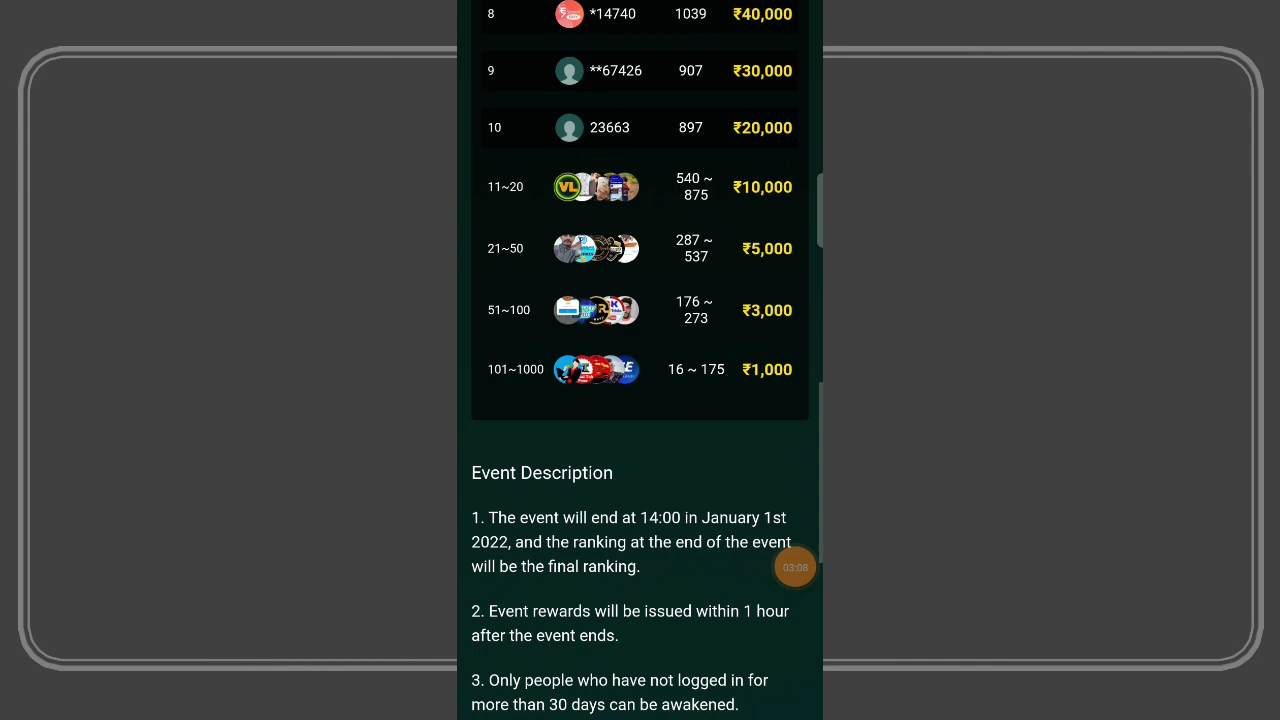 8 *14740 1039 ₹40,000
9 **67426 907 ₹30,000
10 23663 897 ₹20,000
11~20 VL 540 ~ 875 ₹10,000
21~50 287 ~ 537 ₹5,000
51~100 176 ~ 273 ₹3,000
101~1000 16 ~ 175 ₹1,000
Event Description
1. The event will end at 14:00 in January 1st
2022, and the ranking at the end of the event
will be the final ranking.
03:08
2. Event rewards will be issued within 1 hour
after the event ends.
3. Only people who have not logged in for
more than 30 days can be awakened.